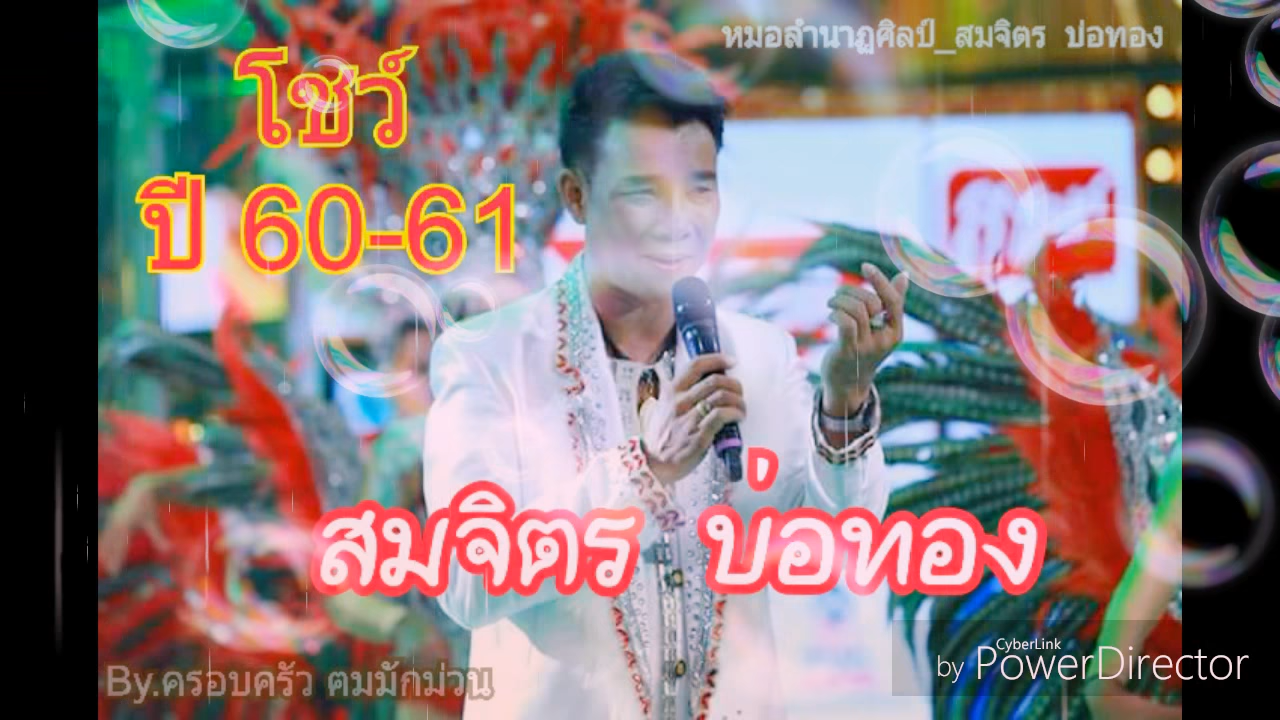 หมอลำนาฏศิลป์_สมจิตร บ่อทอง
โชว์
ปี 60-61
สมจิตร บ่อทอง
By.ครอบครัว ตมมักม่วน
CyberLink
by PowerDirector